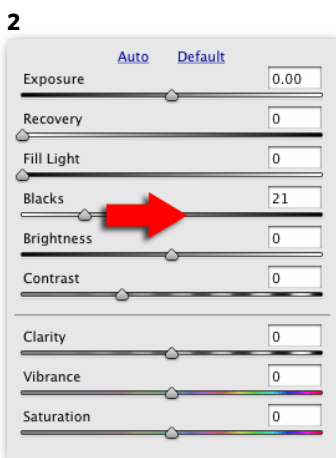 2
Auto Default
Exposure 0.00
Recovery 0
Fill Light 0
Blacks 21
Brightness 0
Contrast 0
Clarity 0
Vibrance 0
Saturation 0